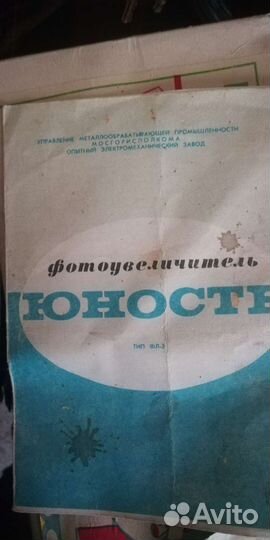 УПРАВЛЕНИЕ МЕТАЛЛООБРАБАТЫВАЮЩЕЙ ПРОМЫШЛЕННОСТИ
МОСГОРИСПОЛКОМА
ОПЫТНЫЙ ЭЛЕКТРОМЕХАНИЧЕСКИЙ ЗАВОД
фотоувеличитель
ЮНОСТЬ
ТИП
Avito